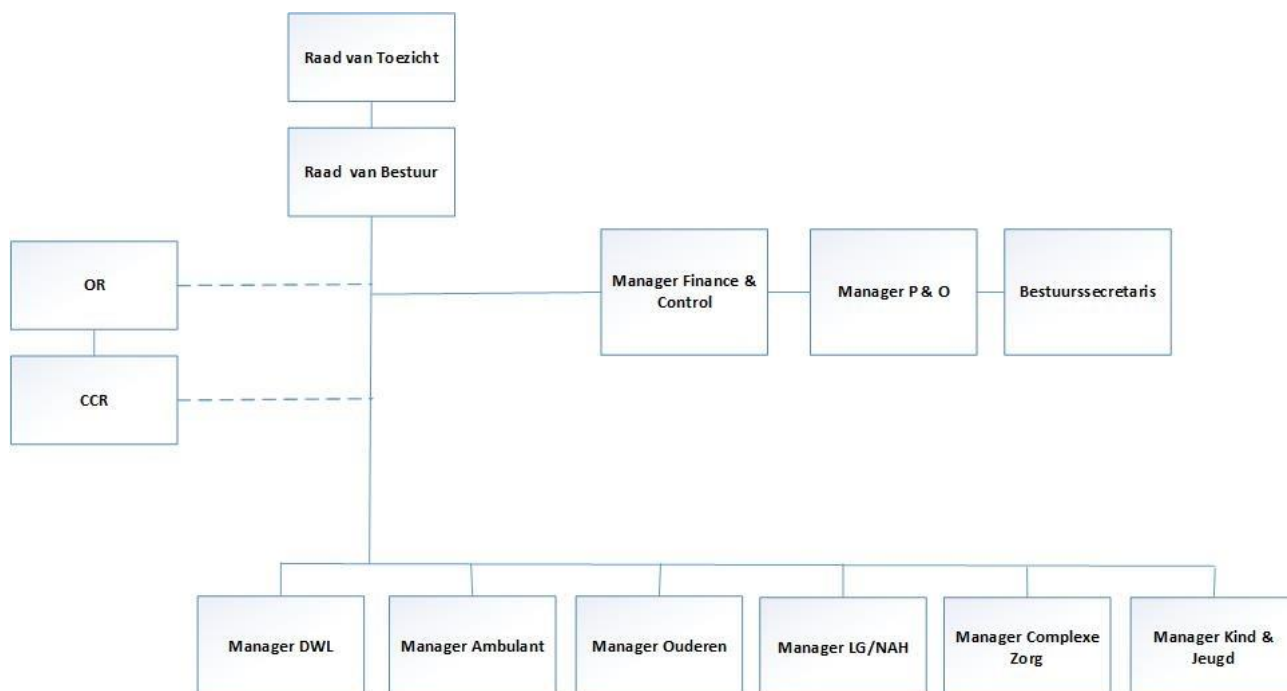 Raad van Toezicht
Raad van Bestuur
OR
CCR
Manager Finance &
Control
Manager P & O
Bestuurssecretaris
Manager DWL
Manager Ambulant
Manager Ouderen
Manager LG/NAH
Manager Complexe
Zorg
Manager Kind &
Jeugd